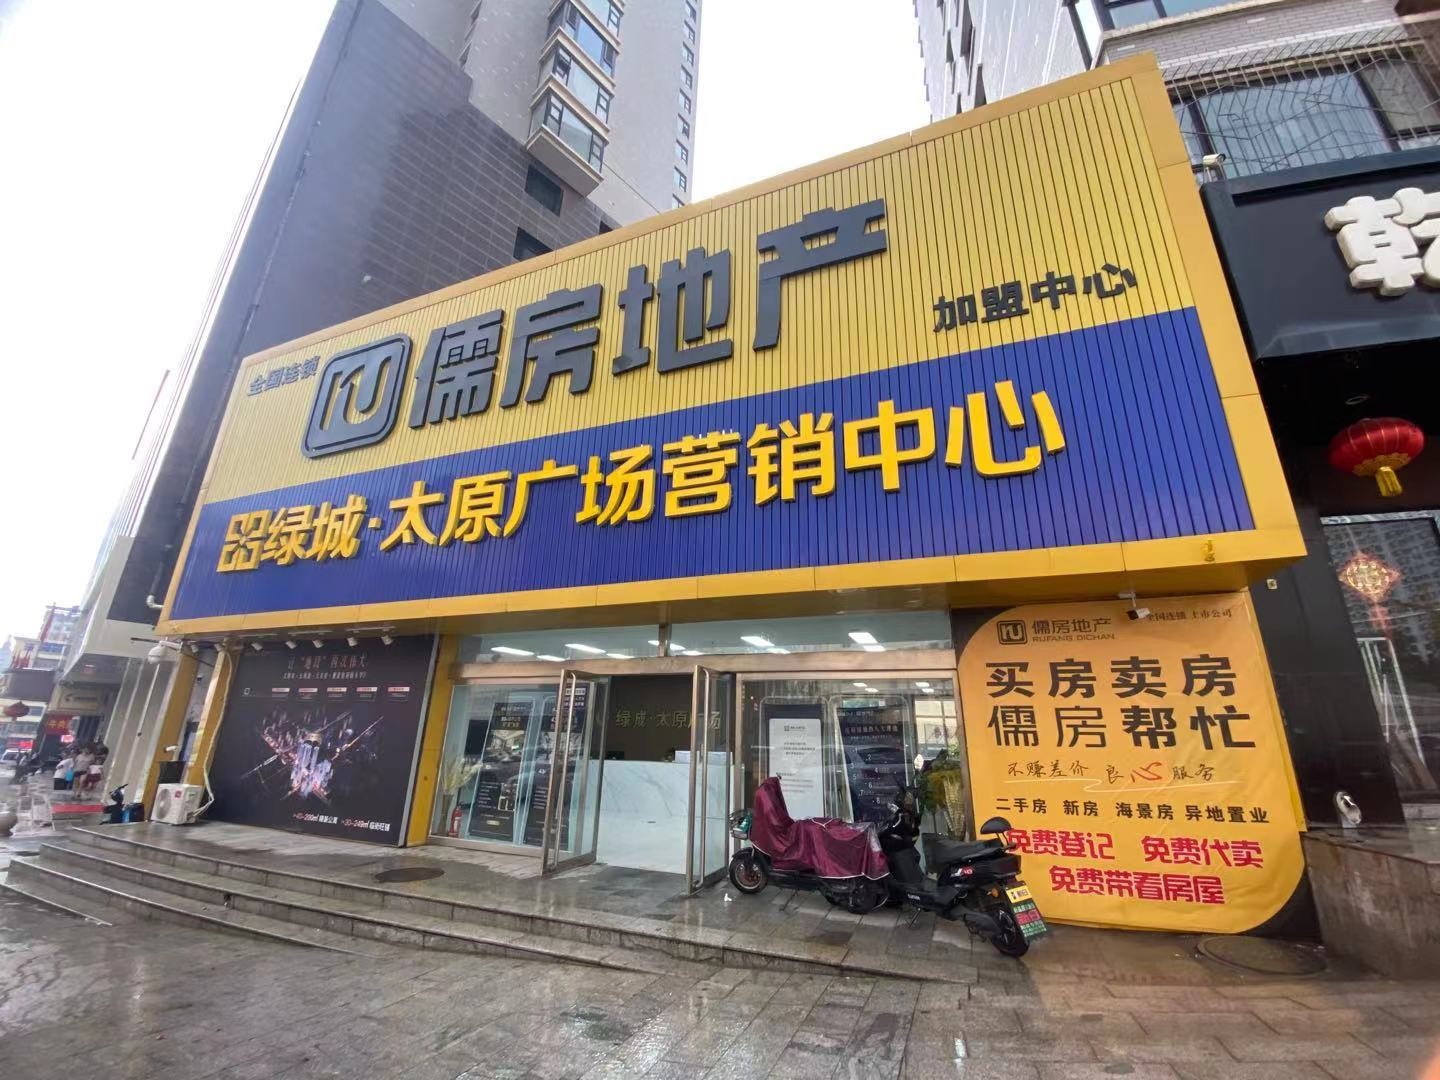 全国连锁
儒房地产
加盟中心
绿城·太原广场营销中心
乾
儒房地产
RUFANG DICHAN
全国连锁 上市公司
买房卖房
儒房帮忙
不赚差价 良心服务
二手房 新房 海景房 异地置业
免费登记 免费代卖
免费带看房屋
绿城·太原广场